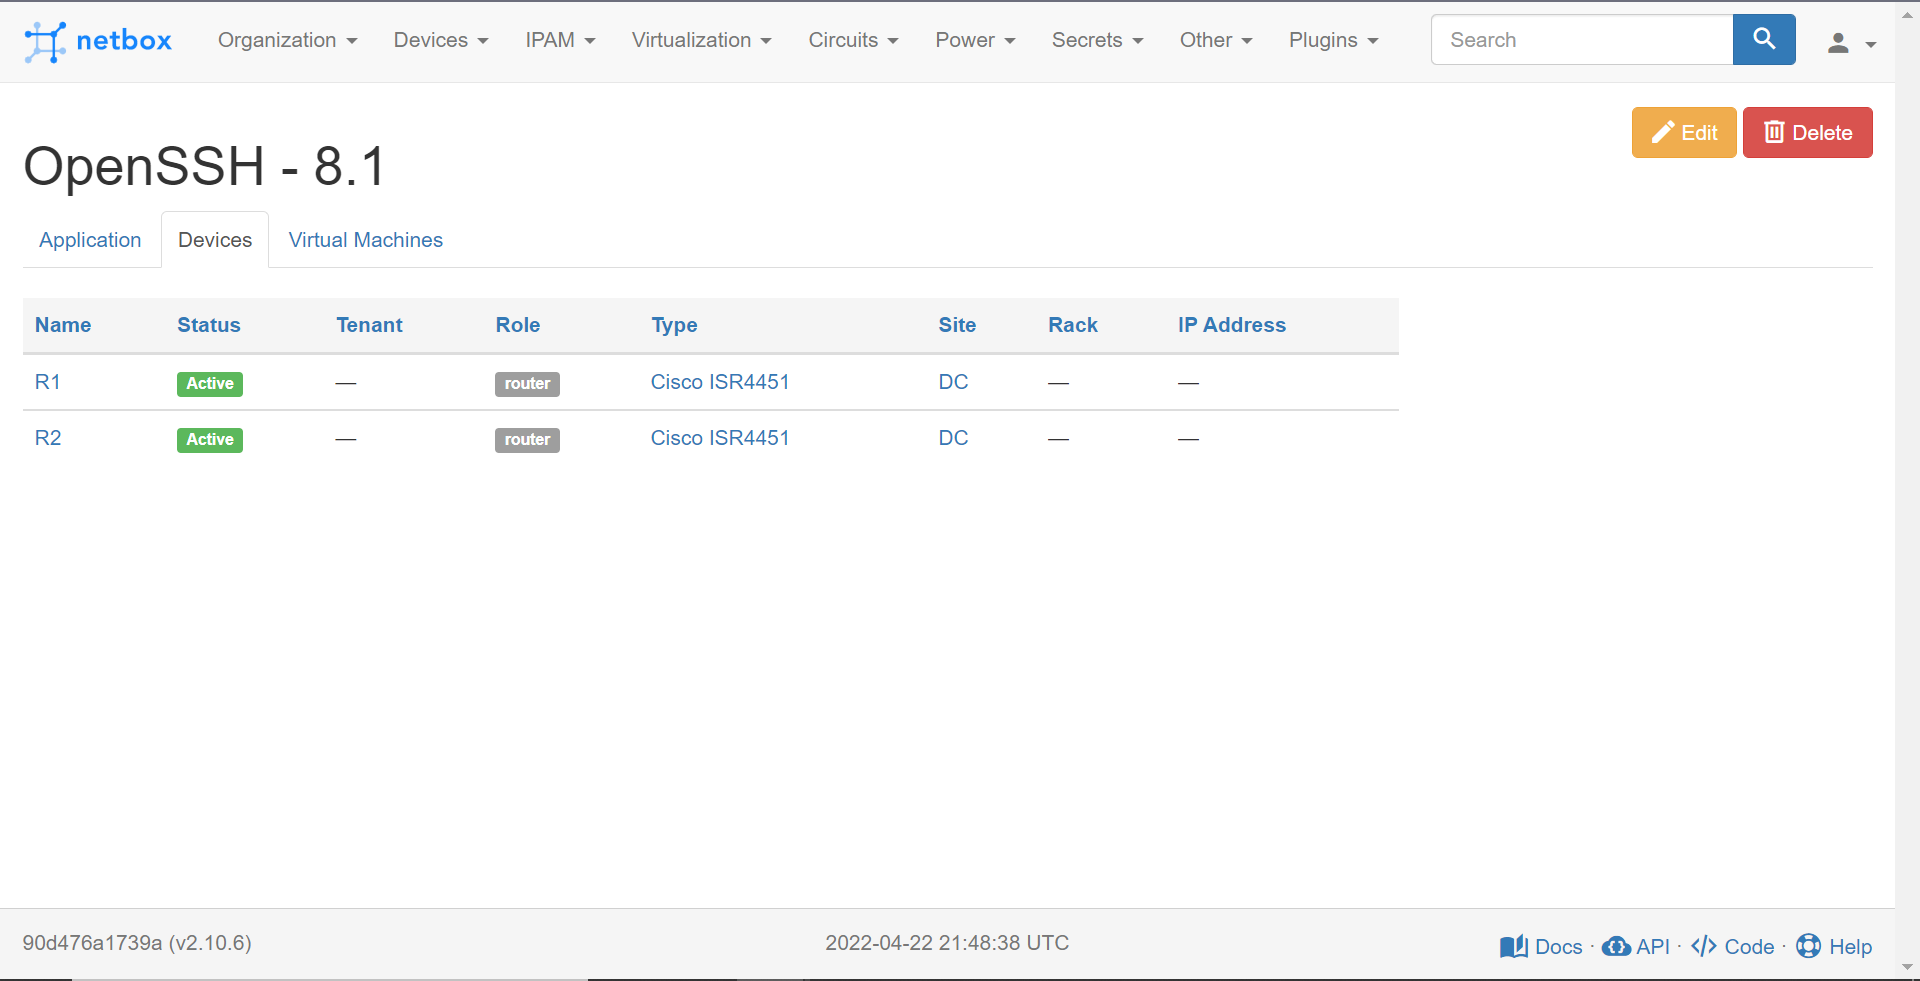 netbox Organization Devices IPAM Virtualization Circuits Power Secrets Other Plugins Search
Edit Delete
OpenSSH - 8.1
Application Devices Virtual Machines
Name Status Tenant Role Type Site Rack IP Address
R1 Active — router Cisco ISR4451 DC — —
R2 Active — router Cisco ISR4451 DC — —
90d476a1739a (v2.10.6) 2022-04-22 21:48:38 UTC Docs · API · Code · Help